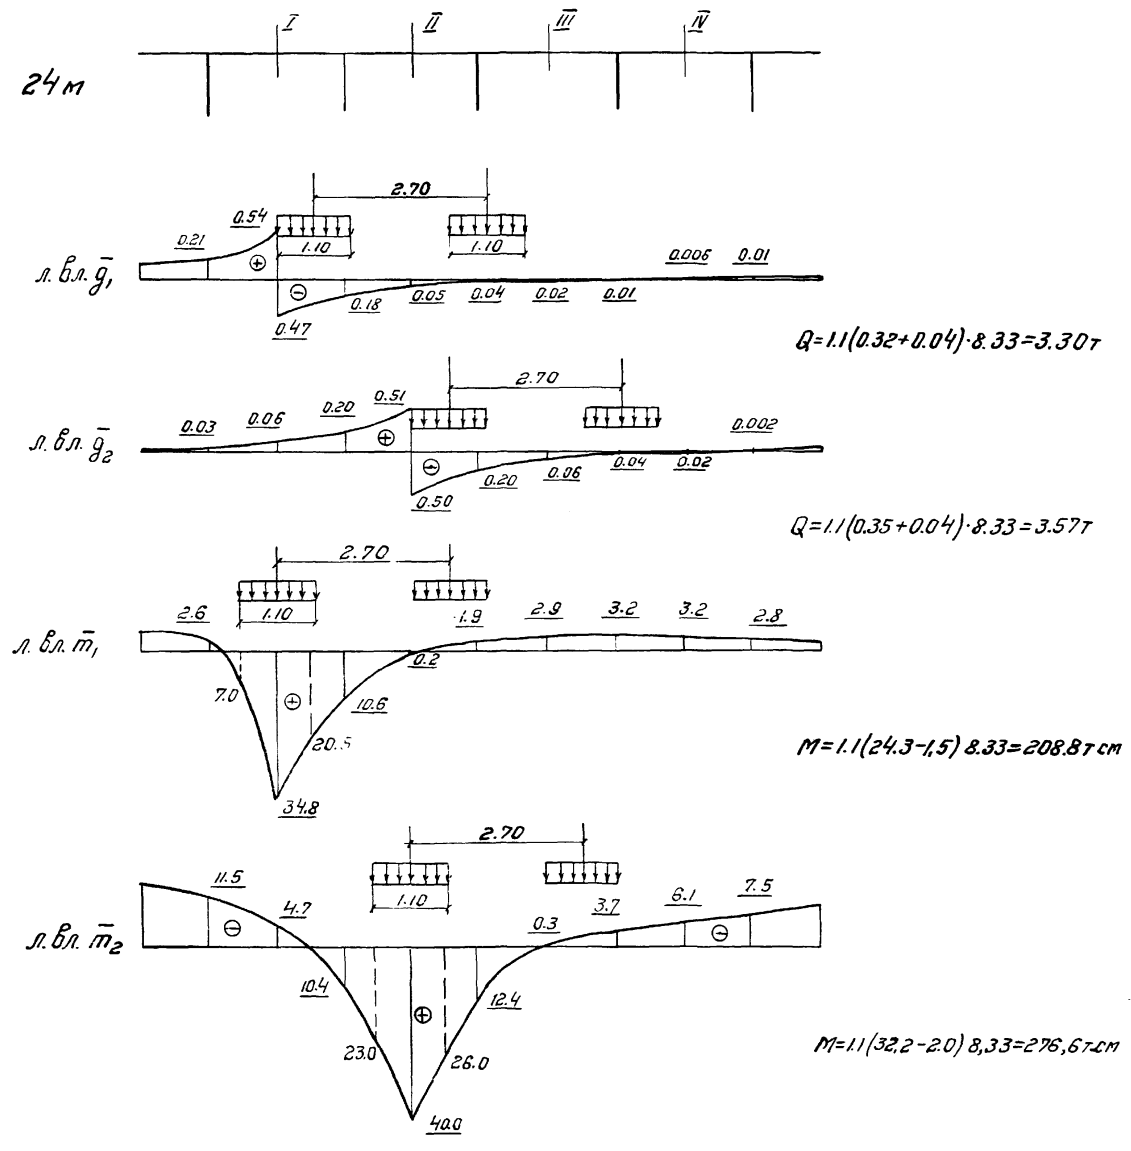 I II III IV
24 м
2.70
0.54
0.21 1.10 1.10 0.006 0.01
л. вл. q̄₁
0.47 0.18 0.05 0.04 0.02 0.01
Q=1.1(0.32+0.04)·8.33=3.30т
2.70
0.03 0.06 0.20 0.51 0.002
л. вл. q̄₂
0.50 0.20 0.06 0.04 0.02
Q=1.1(0.35+0.04)·8.33=3.57т
2.70
2.6 1.10 1.9 2.9 3.2 3.2 2.8
л. вл. m̄₁
0.2
7.0 10.6
20.5
M=1.1(24.3-1,5) 8.33=208.8т см
34.8
2.70
11.5 4.7 1.10 0.3 3.7 6.1 7.5
л. вл. m̄₂
10.4 12.4
23.0 26.0
M=1.1(32,2-2.0) 8,33=276,6т.см
40.0